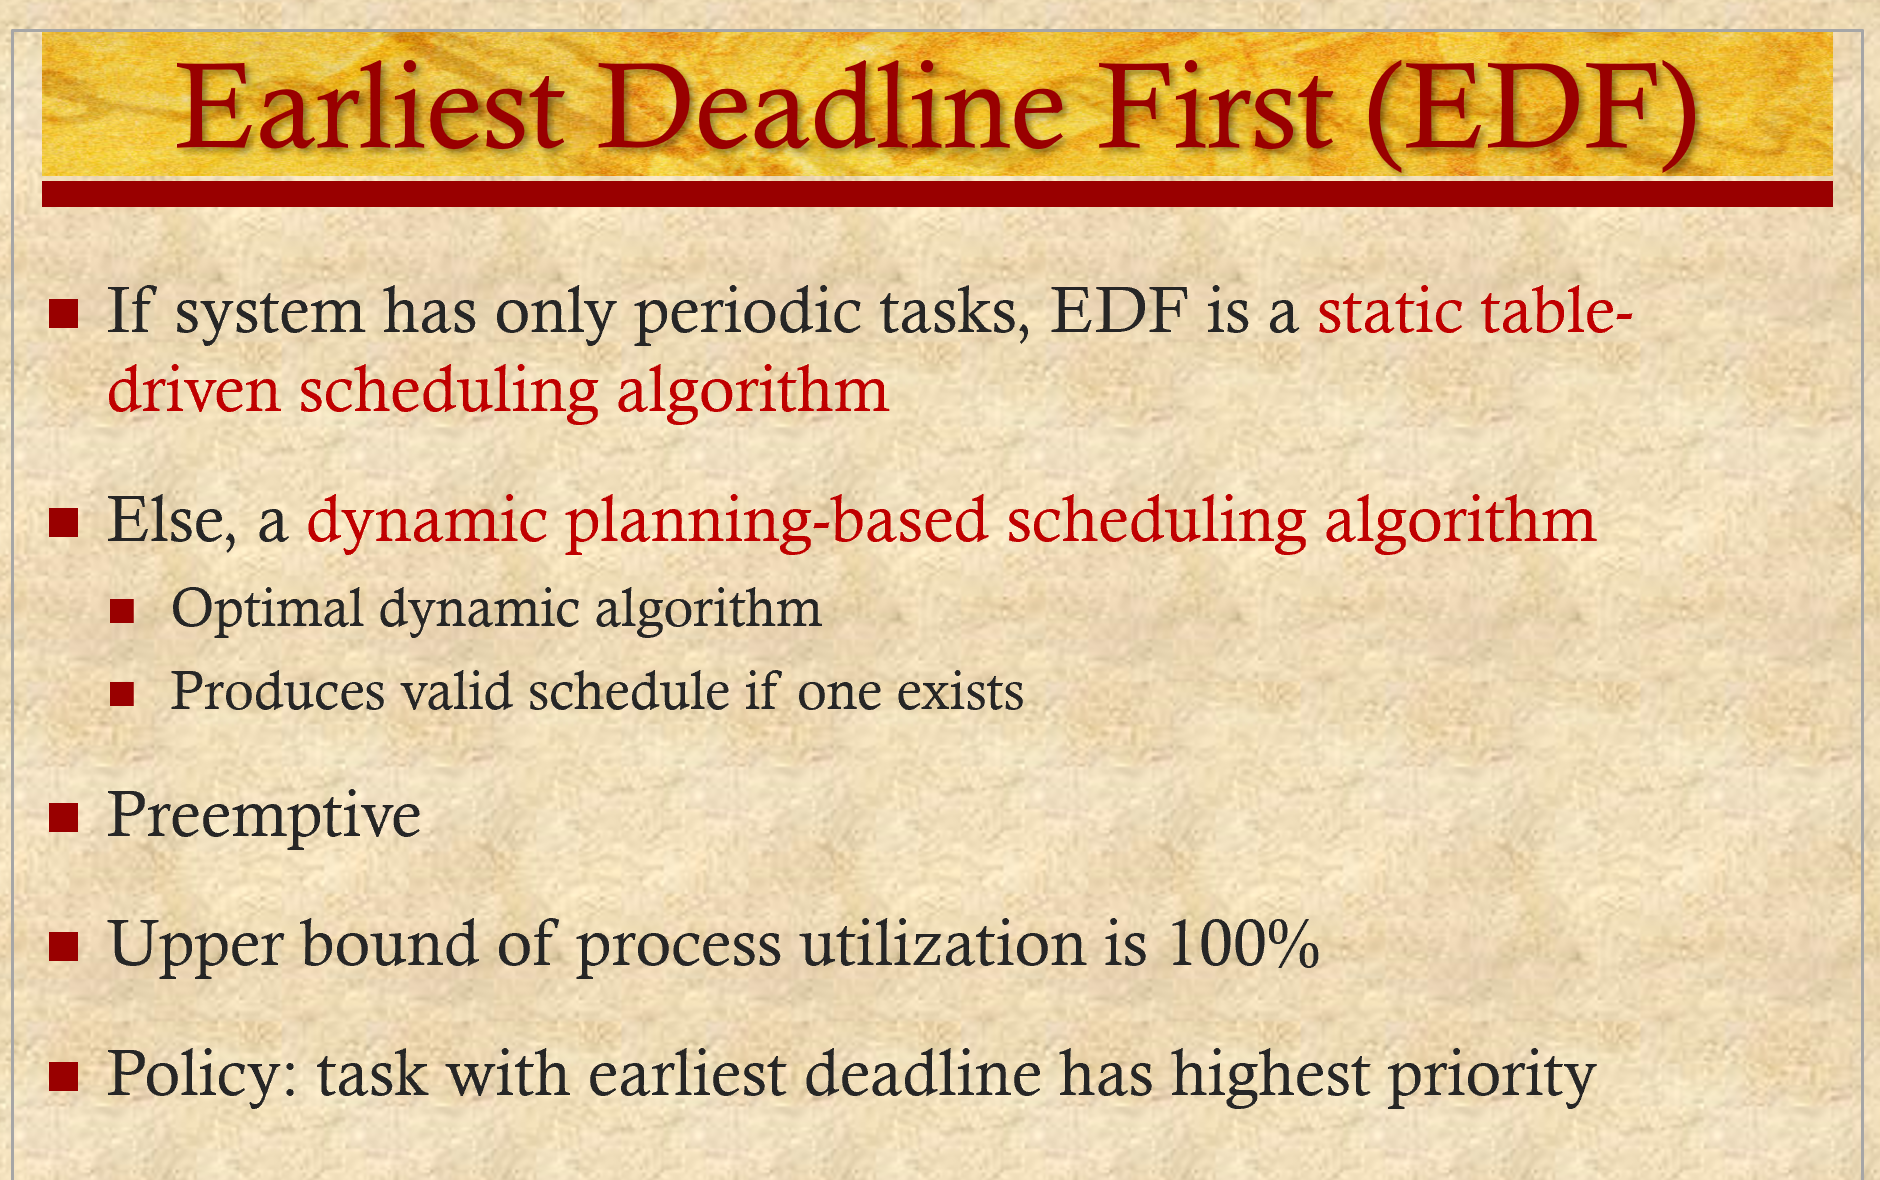 Earliest Deadline First (EDF)
If system has only periodic tasks, EDF is a static table-
driven scheduling algorithm
Else, a dynamic planning-based scheduling algorithm
Optimal dynamic algorithm
Produces valid schedule if one exists
Preemptive
Upper bound of process utilization is 100%
Policy: task with earliest deadline has highest priority